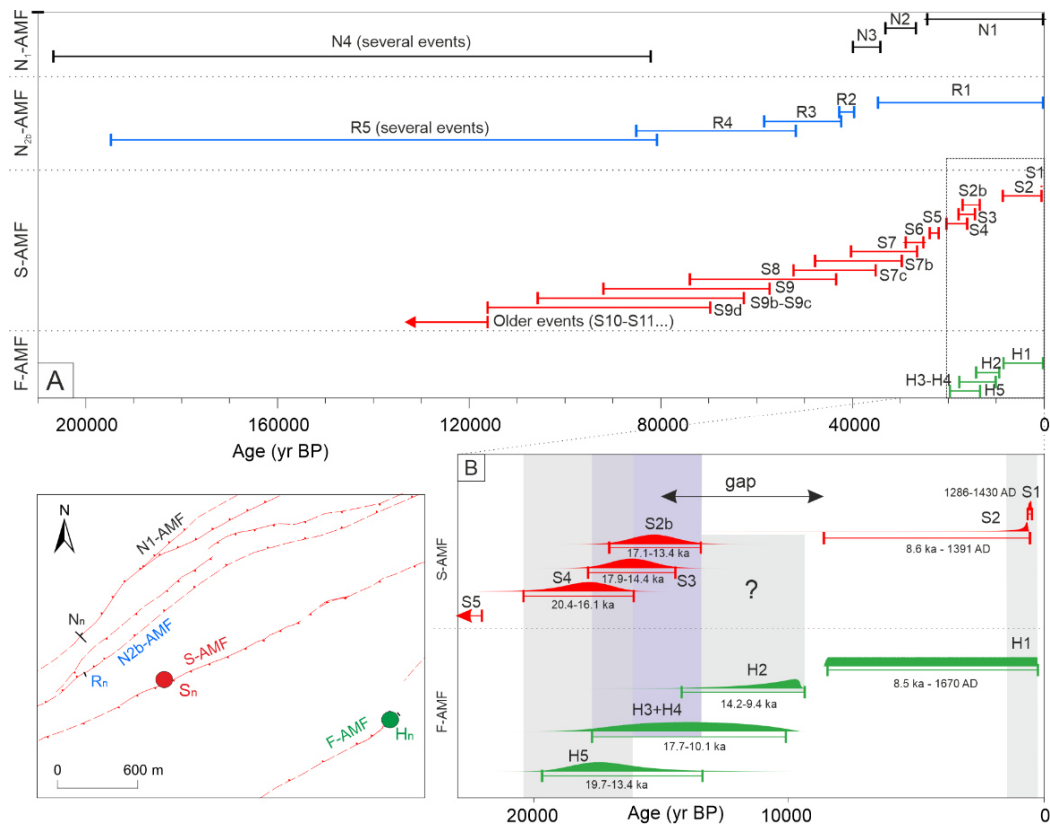 N1-AMF
N4 (several events)
N3
N2
N1
N2b-AMF
R5 (several events)
R4
R3
R2
R1
S-AMF
S1
S2
S2b
S3
S4
S5
S6
S7
S7b
S7c
S8
S9
S9b-S9c
S9d
Older events (S10-S11...)
F-AMF
H1
H2
H3-H4
H5
A
200000 160000 120000 80000 40000 0
Age (yr BP)
N
N1-AMF
Nn
N2b-AMF
Rn
S-AMF
Sn
F-AMF
Hn
0 600 m
B
gap
1286-1430 AD
S1
S2
8.6 ka - 1391 AD
S2b
17.1-13.4 ka
S3
17.9-14.4 ka
S4
20.4-16.1 ka
S5
?
S-AMF
F-AMF
H1
8.5 ka - 1670 AD
H2
14.2-9.4 ka
H3+H4
17.7-10.1 ka
H5
19.7-13.4 ka
20000 10000 0
Age (yr BP)